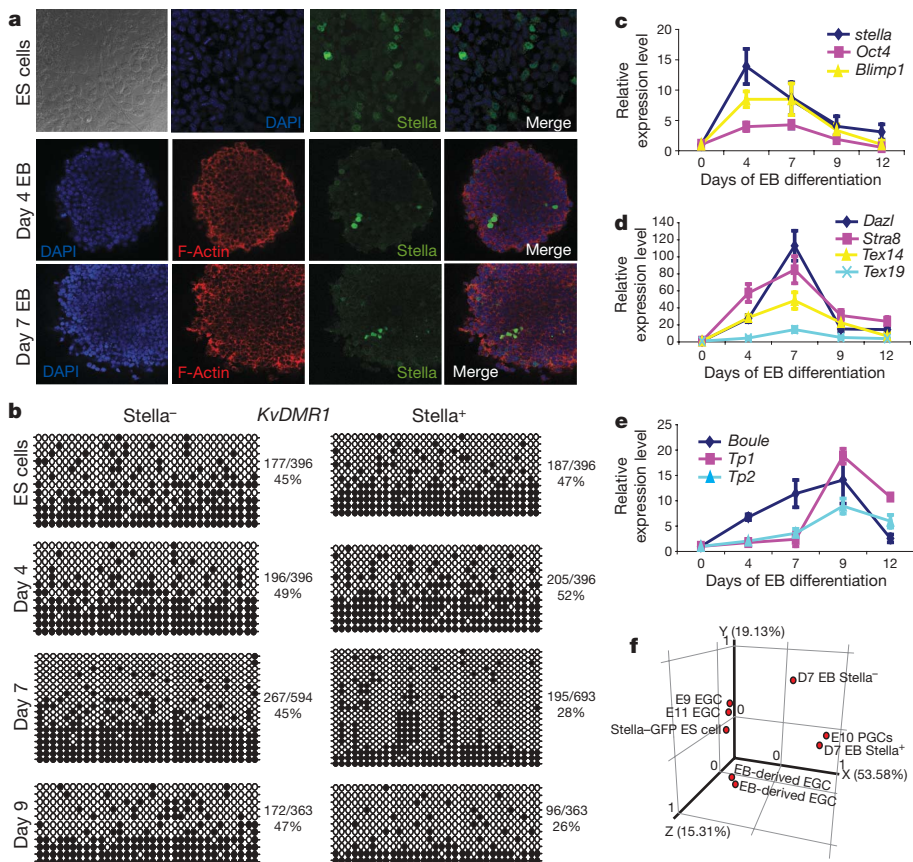 a
ES cells
DAPI
Stella
Merge
Day 4 EB
DAPI
F-Actin
Stella
Merge
Day 7 EB
DAPI
F-Actin
Stella
Merge
b
Stella–
KvDMR1
Stella+
ES cells
177/396
45%
187/396
47%
Day 4
196/396
49%
205/396
52%
Day 7
267/594
45%
195/693
28%
Day 9
172/363
47%
96/363
26%
c
stella
Oct4
Blimp1
Relative
expression level
20
15
10
5
0
0 4 7 9 12
Days of EB differentiation
d
Dazl
Stra8
Tex14
Tex19
Relative
expression level
140
120
100
80
60
40
20
0
0 4 7 9 12
Days of EB differentiation
e
Boule
Tp1
Tp2
Relative
expression level
25
20
15
10
5
0
0 4 7 9 12
Days of EB differentiation
f
Y (19.13%)
1
D7 EB Stella–
E9 EGC
E11 EGC
0
Stella–GFP ES cell
E10 PGCs
D7 EB Stella+
0
0
1
X (53.58%)
EB-derived EGC
EB-derived EGC
1
Z (15.31%)